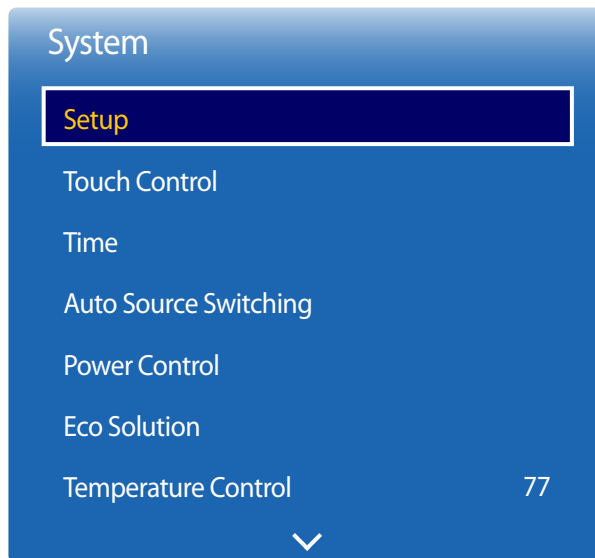 System
Setup
Touch Control
Time
Auto Source Switching
Power Control
Eco Solution
Temperature Control 77